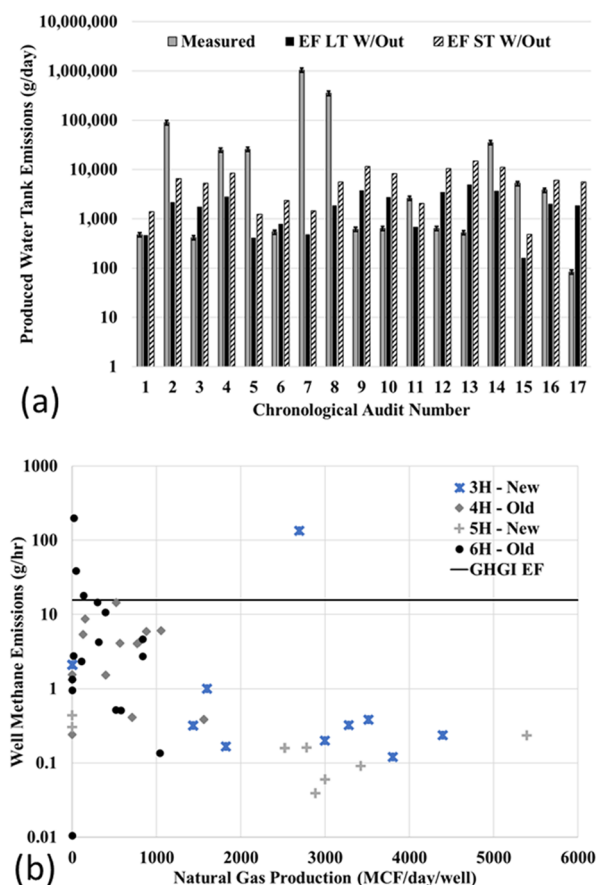 10,000,000
Measured EF LT W/Out EF ST W/Out
1,000,000
100,000
10,000
1,000
100
10
1
Produced Water Tank Emissions (g/day)
1 2 3 4 5 6 7 8 9 10 11 12 13 14 15 16 17
Chronological Audit Number
(a)
1000
100
10
1
0.1
0.01
Well Methane Emissions (g/hr)
3H - New
4H - Old
5H - New
6H - Old
GHGI EF
0 1000 2000 3000 4000 5000 6000
Natural Gas Production (MCF/day/well)
(b)